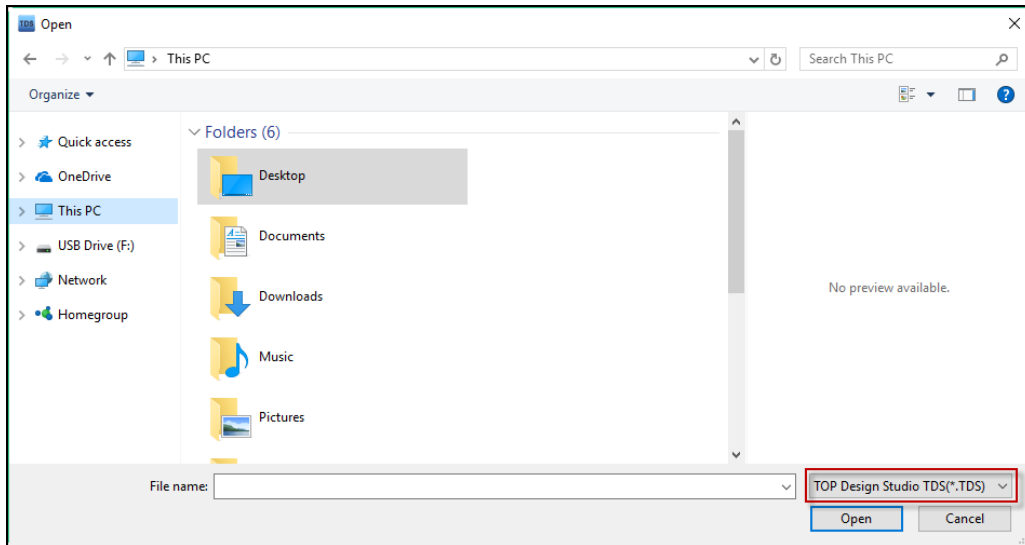 TDS Open
This PC
Search This PC
Organize
Quick access
OneDrive
This PC
USB Drive (F:)
Network
Homegroup
Folders (6)
Desktop
Documents
Downloads
Music
Pictures
No preview available.
File name:
TOP Design Studio TDS(*.TDS)
Open
Cancel